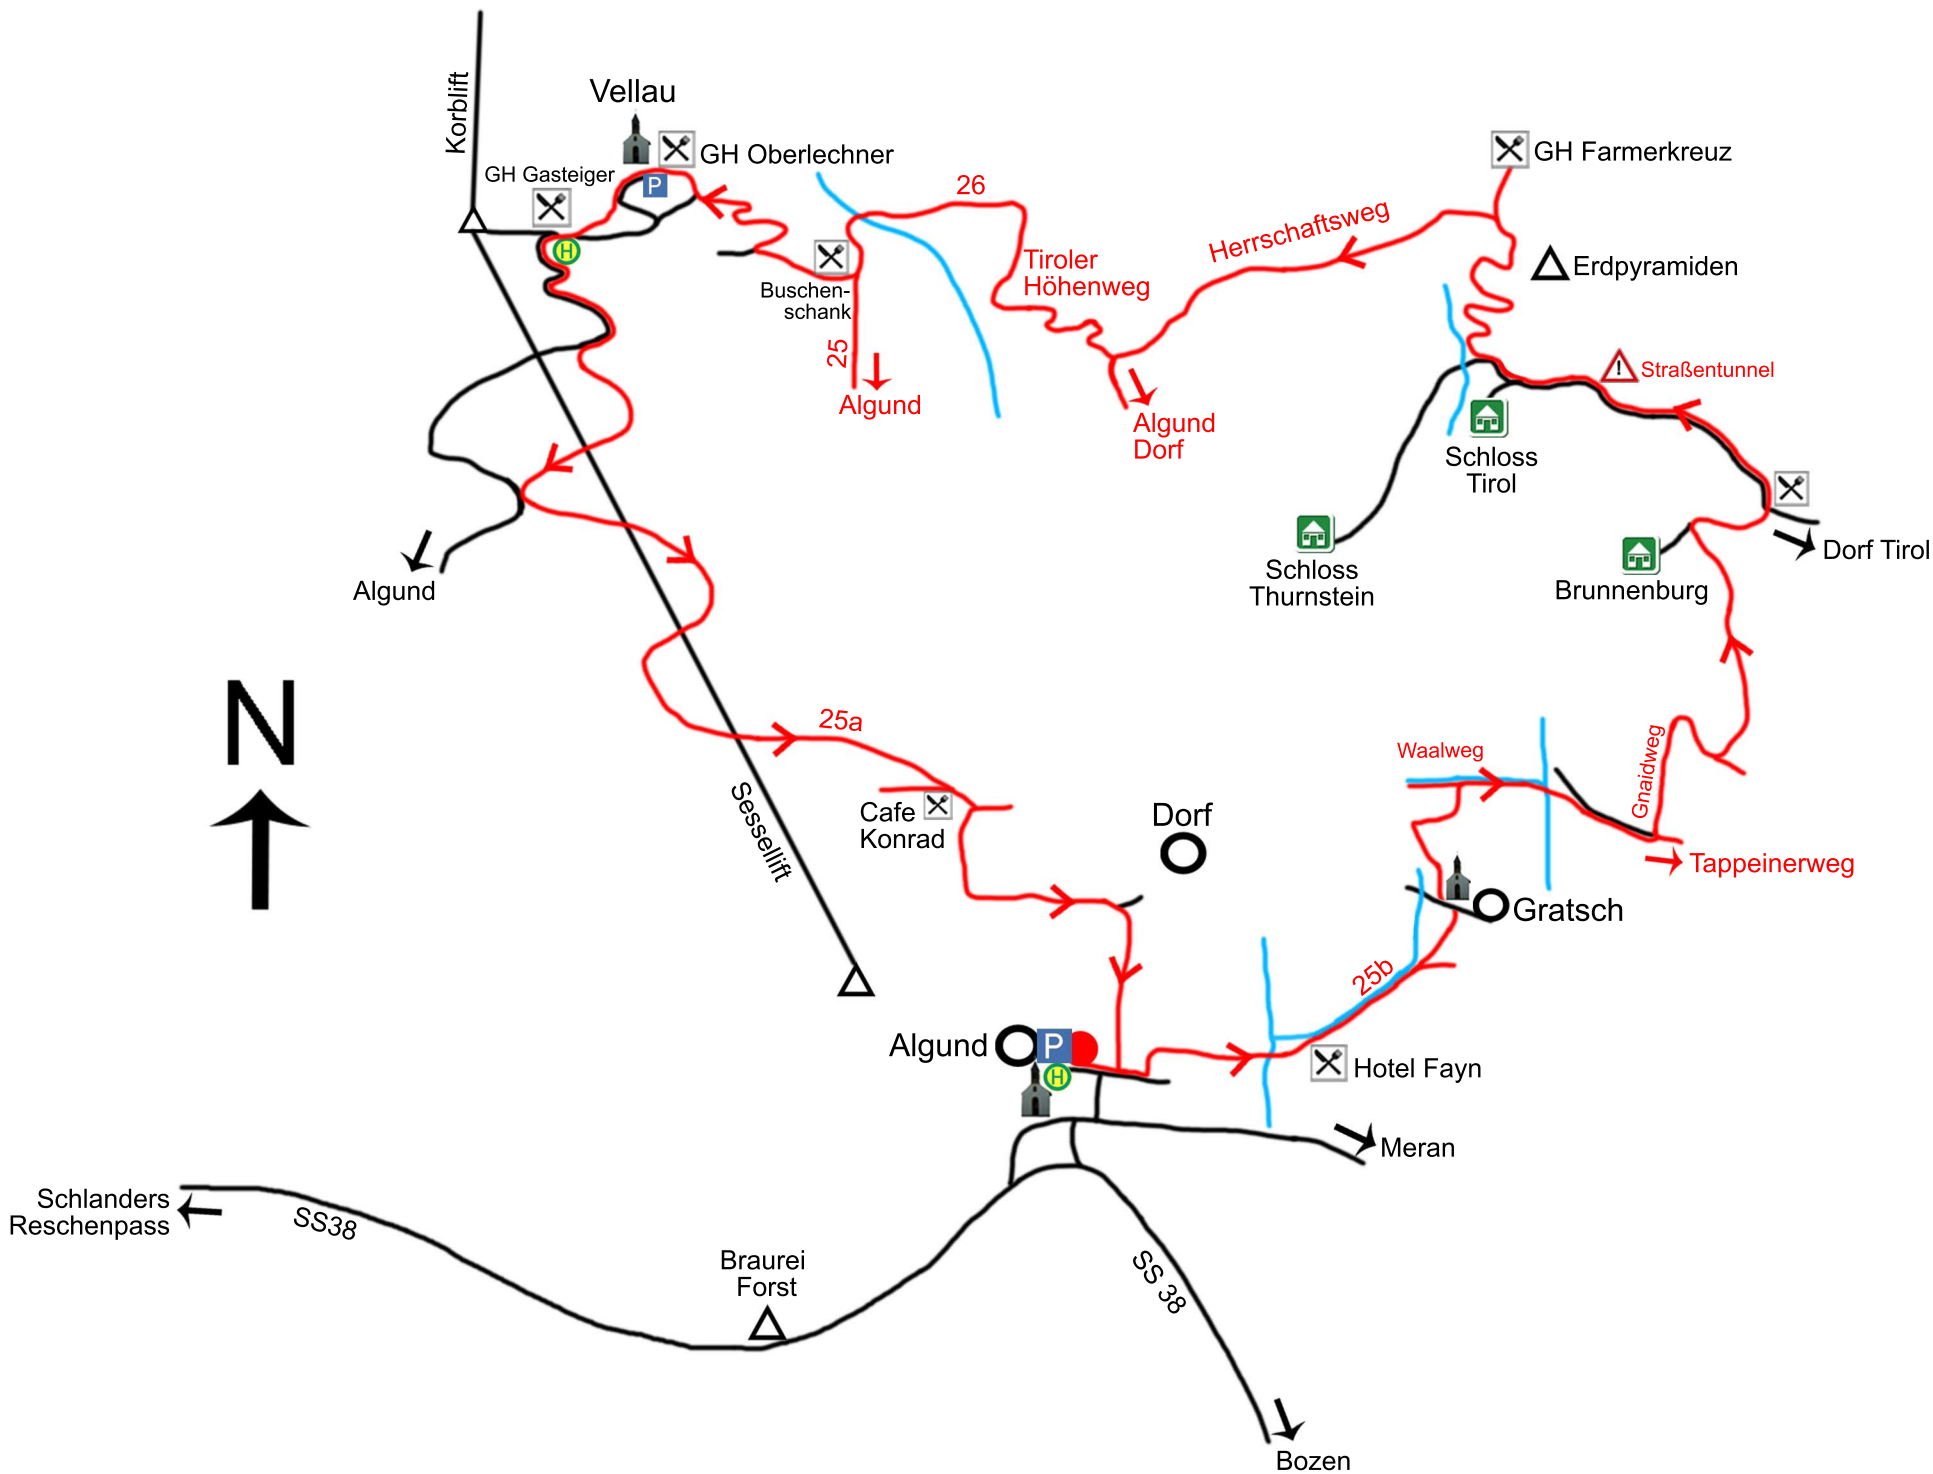 Korblift
Vellau
P
GH Oberlechner
GH Gasteiger
H
26
Herrschaftsweg
GH Farmerkreuz
Erdpyramiden
Tiroler
Höhenweg
Buschen-
schank
25
Algund
Algund
Dorf
!
Straßentunnel
Schloss
Tirol
Schloss
Thurnstein
Dorf Tirol
Brunnenburg
Algund
N
25a
Sessellift
Cafe
Konrad
Dorf
Waalweg
Gnaidweg
Tappeinerweg
Gratsch
25b
Algund
P
H
Hotel Fayn
Meran
Schlanders
Reschenpass
SS38
Braurei
Forst
SS 38
Bozen